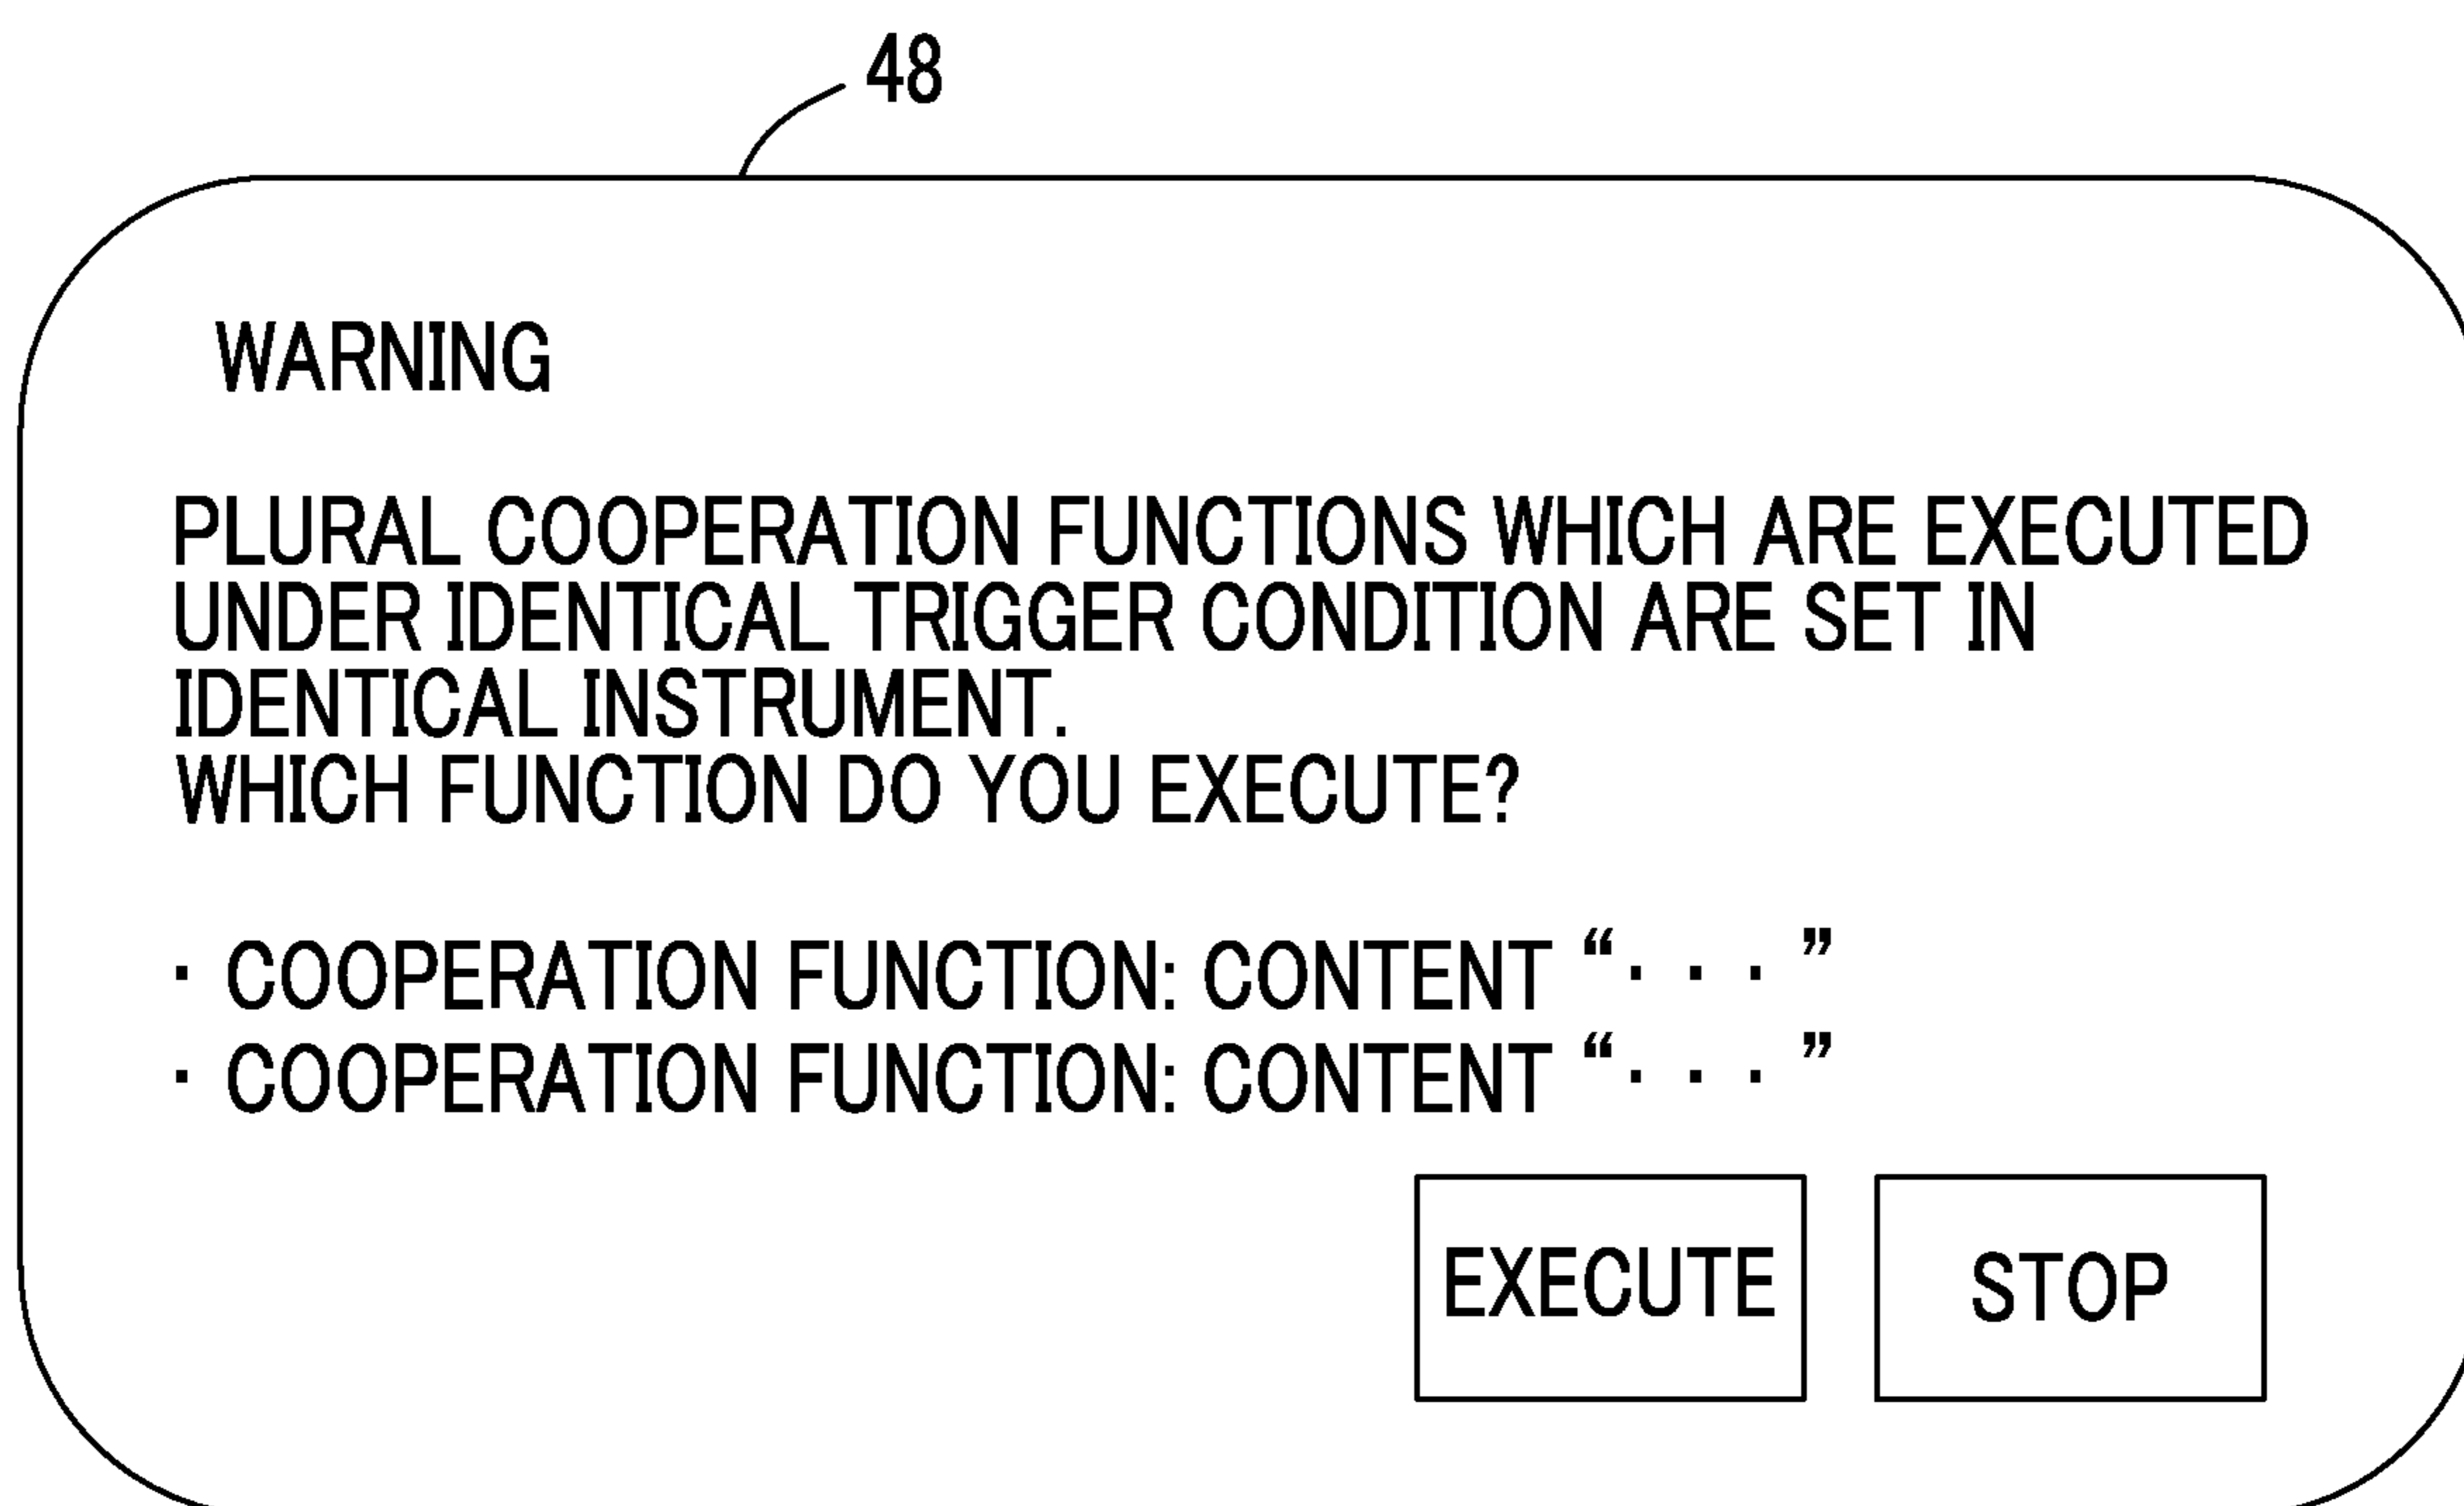 48
WARNING
PLURAL COOPERATION FUNCTIONS WHICH ARE EXECUTED
UNDER IDENTICAL TRIGGER CONDITION ARE SET IN
IDENTICAL INSTRUMENT.
WHICH FUNCTION DO YOU EXECUTE?
· COOPERATION FUNCTION: CONTENT “· · ·”
· COOPERATION FUNCTION: CONTENT “· · ·”
EXECUTE STOP